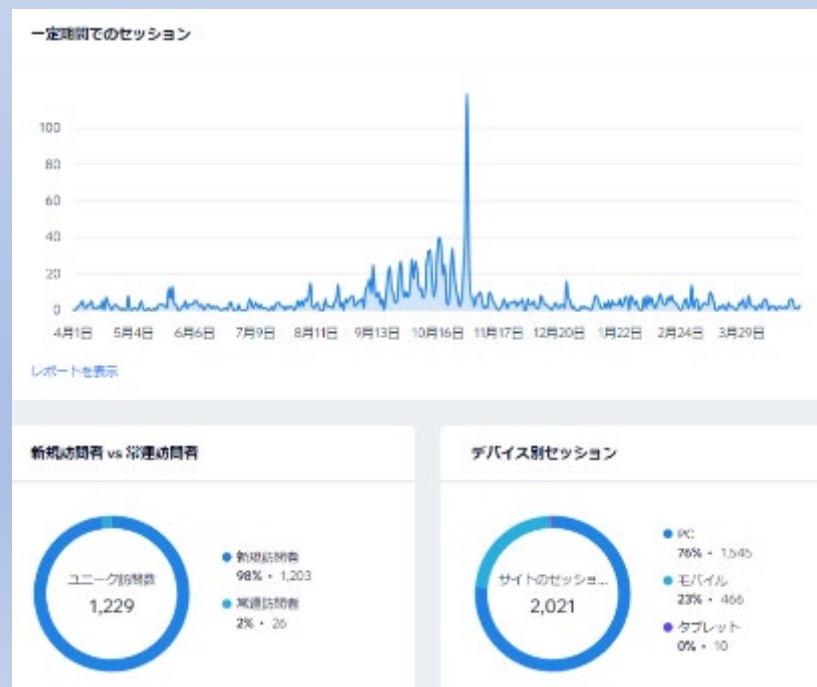 一定期間でのセッション
100
80
60
40
20
0
4月1日 5月4日 6月6日 7月9日 8月11日 9月13日 10月16日 11月17日 12月20日 1月22日 2月24日 3月29日
レポートを表示
新規訪問者 vs 常連訪問者
ユニーク訪問数
1,229
新規訪問者
98% • 1,203
常連訪問者
2% • 26
デバイス別セッション
サイトのセッショ...
2,021
PC
76% • 1,545
モバイル
23% • 466
タブレット
0% • 10